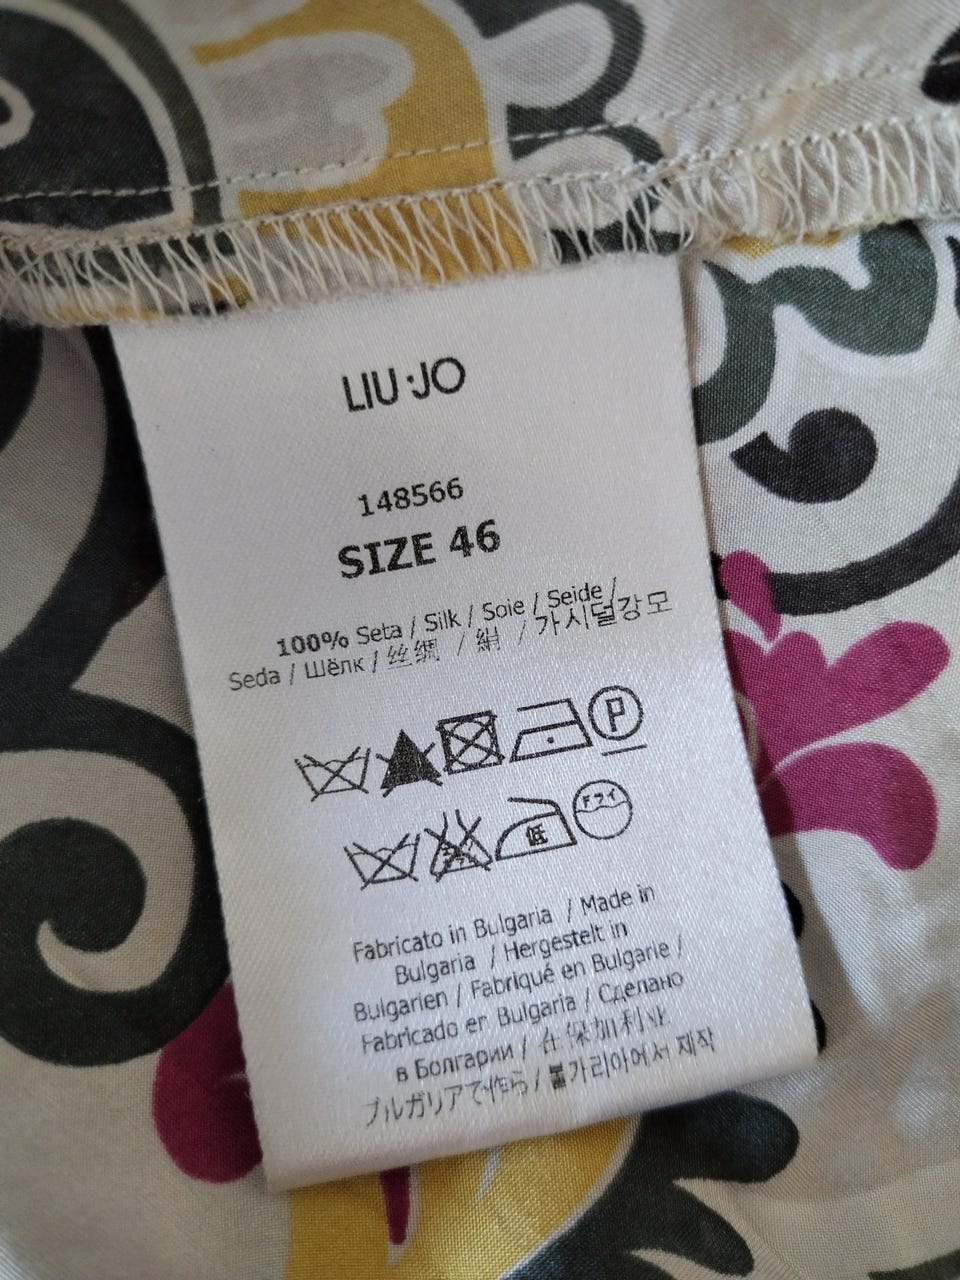 LIU·JO
148566
SIZE 46
100% Seta / Silk / Soie / Seide /
Seda / Шёлк / 丝绸 / 絹 / 가시덜강모
P
ドライ
低
Fabricato in Bulgaria / Made in
Bulgaria / Hergestelt in
Bulgarien / Fabriqué en Bulgarie /
Fabricado en Bulgaria / Сделано
в Болгарии / 在保加利亚
ブルガリアで作ら / 불가리아에서 제작